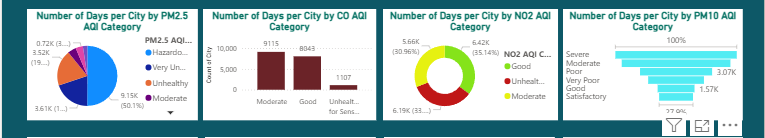 Number of Days per City by PM2.5
AQI Category
PM2.5 AQI...
Hazardo...
Very Un...
Unhealthy
Moderate
0.72K (3....)
3.52K
(19....)
3.61K (1...)
9.15K
(50.1%)
Number of Days per City by CO AQI
Category
Count of City
10,000
5,000
0
9115
8043
1107
Moderate
Good
Unhealt...
for Sens...
Number of Days per City by NO2 AQI
Category
5.66K
(30.96%)
6.42K
(35.14%)
6.19K (33....)
NO2 AQI C...
Good
Unhealt...
Moderate
Number of Days per City by PM10 AQI
Category
100%
Severe
Moderate
Poor
3.07K
Very Poor
Good
1.57K
Satisfactory
27.9%